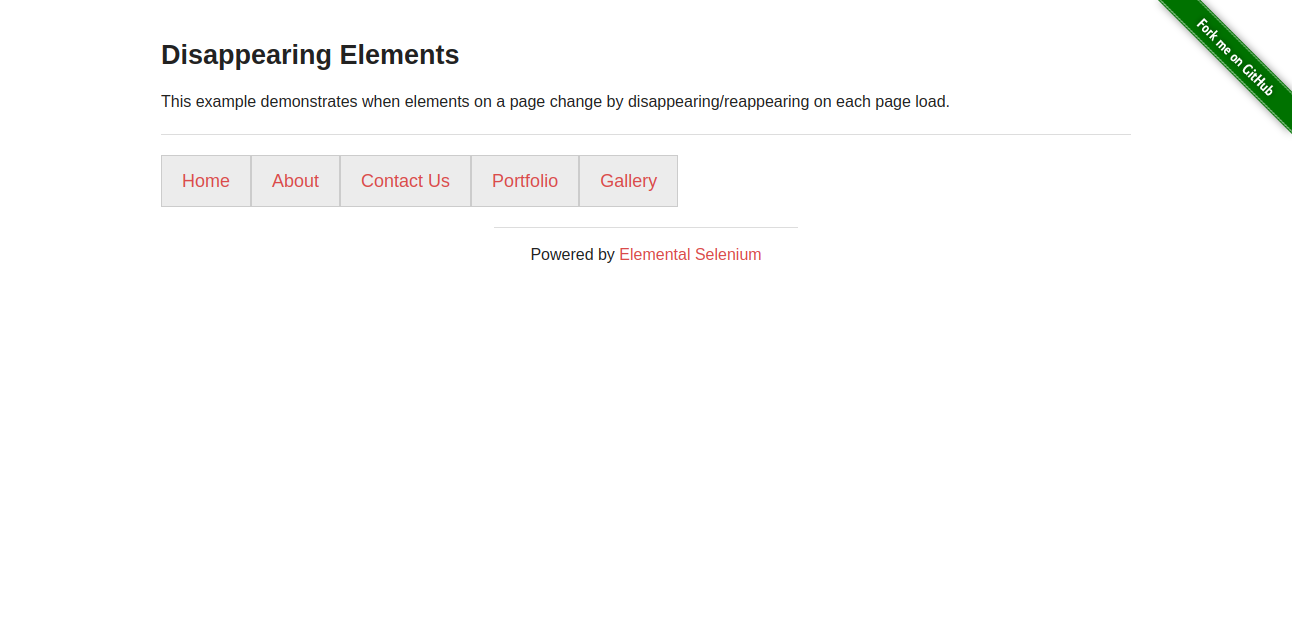 Disappearing Elements
Fork me on GitHub
This example demonstrates when elements on a page change by disappearing/reappearing on each page load.
Home About Contact Us Portfolio Gallery
Powered by Elemental Selenium